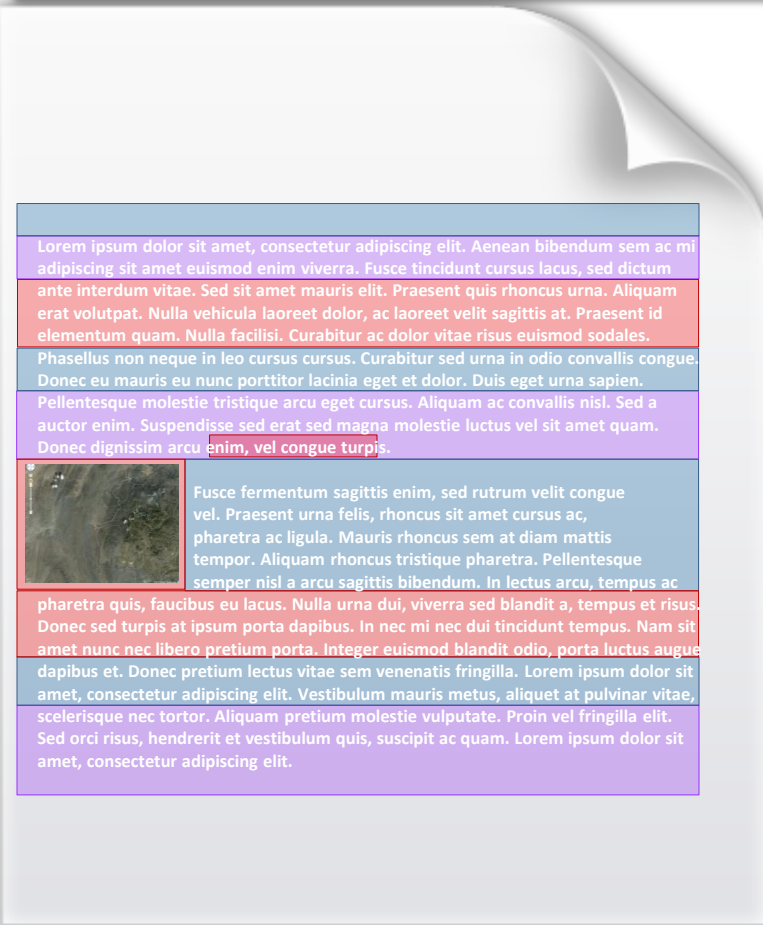 Lorem ipsum dolor sit amet, consectetur adipiscing elit. Aenean bibendum sem ac mi
adipiscing sit amet euismod enim viverra. Fusce tincidunt cursus lacus, sed dictum
ante interdum vitae. Sed sit amet mauris elit. Praesent quis rhoncus urna. Aliquam
erat volutpat. Nulla vehicula laoreet dolor, ac laoreet velit sagittis at. Praesent id
elementum quam. Nulla facilisi. Curabitur ac dolor vitae risus euismod sodales.
Phasellus non neque in leo cursus cursus. Curabitur sed urna in odio convallis congue.
Donec eu mauris eu nunc porttitor lacinia eget et dolor. Duis eget urna sapien.
Pellentesque molestie tristique arcu eget cursus. Aliquam ac convallis nisl. Sed a
auctor enim. Suspendisse sed erat sed magna molestie luctus vel sit amet quam.
Donec dignissim arcu enim, vel congue turpis.
Fusce fermentum sagittis enim, sed rutrum velit congue
vel. Praesent urna felis, rhoncus sit amet cursus ac,
pharetra ac ligula. Mauris rhoncus sem at diam mattis
tempor. Aliquam rhoncus tristique pharetra. Pellentesque
semper nisl a arcu sagittis bibendum. In lectus arcu, tempus ac
pharetra quis, faucibus eu lacus. Nulla urna dui, viverra sed blandit a, tempus et risus.
Donec sed turpis at ipsum porta dapibus. In nec mi nec dui tincidunt tempus. Nam sit
amet nunc nec libero pretium porta. Integer euismod blandit odio, porta luctus augue
dapibus et. Donec pretium lectus vitae sem venenatis fringilla. Lorem ipsum dolor sit
amet, consectetur adipiscing elit. Vestibulum mauris metus, aliquet at pulvinar vitae,
scelerisque nec tortor. Aliquam pretium molestie vulputate. Proin vel fringilla elit.
Sed orci risus, hendrerit et vestibulum quis, suscipit ac quam. Lorem ipsum dolor sit
amet, consectetur adipiscing elit.